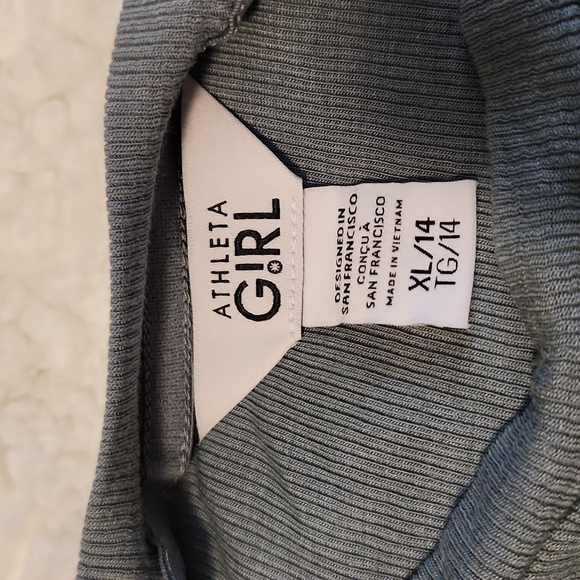 ATHLETA
GiRL
DESIGNED IN
SAN FRANCISCO
CONÇU À
SAN FRANCISCO
MADE IN VIETNAM
XL/14
TG/14